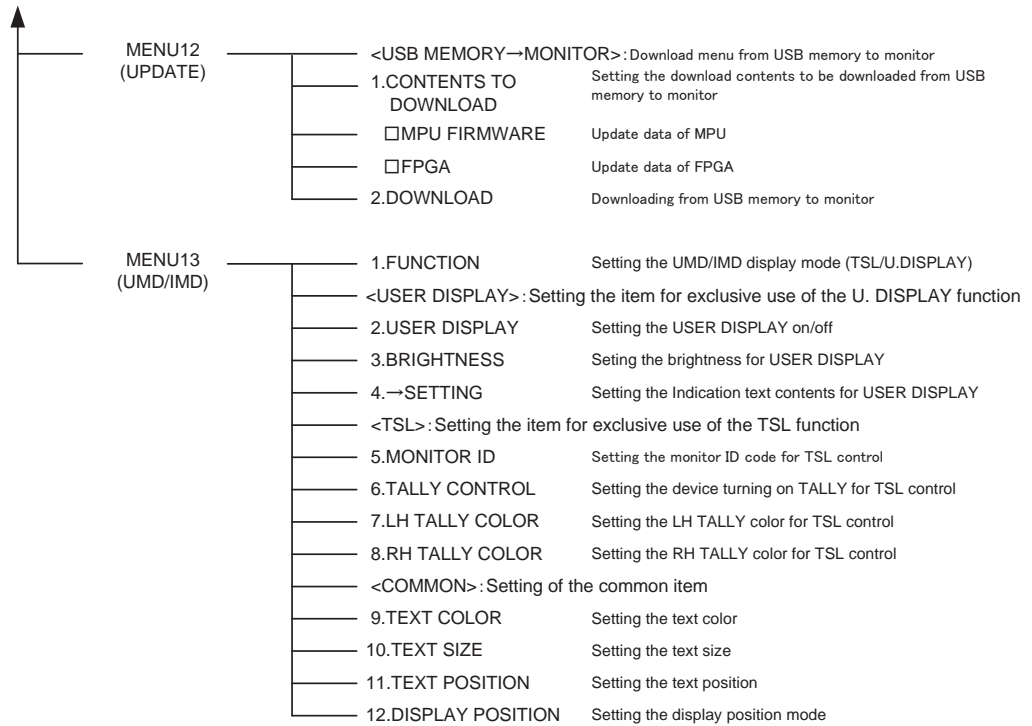 MENU12
(UPDATE)
<USB MEMORY→MONITOR>:Download menu from USB memory to monitor
1.CONTENTS TO
DOWNLOAD
Setting the download contents to be downloaded from USB
memory to monitor
□MPU FIRMWARE Update data of MPU
□FPGA Update data of FPGA
2.DOWNLOAD Downloading from USB memory to monitor
MENU13
(UMD/IMD)
1.FUNCTION Setting the UMD/IMD display mode (TSL/U.DISPLAY)
<USER DISPLAY>:Setting the item for exclusive use of the U. DISPLAY function
2.USER DISPLAY Setting the USER DISPLAY on/off
3.BRIGHTNESS Seting the brightness for USER DISPLAY
4.→SETTING Setting the Indication text contents for USER DISPLAY
<TSL>:Setting the item for exclusive use of the TSL function
5.MONITOR ID Setting the monitor ID code for TSL control
6.TALLY CONTROL Setting the device turning on TALLY for TSL control
7.LH TALLY COLOR Setting the LH TALLY color for TSL control
8.RH TALLY COLOR Setting the RH TALLY color for TSL control
<COMMON>:Setting of the common item
9.TEXT COLOR Setting the text color
10.TEXT SIZE Setting the text size
11.TEXT POSITION Setting the text position
12.DISPLAY POSITION Setting the display position mode